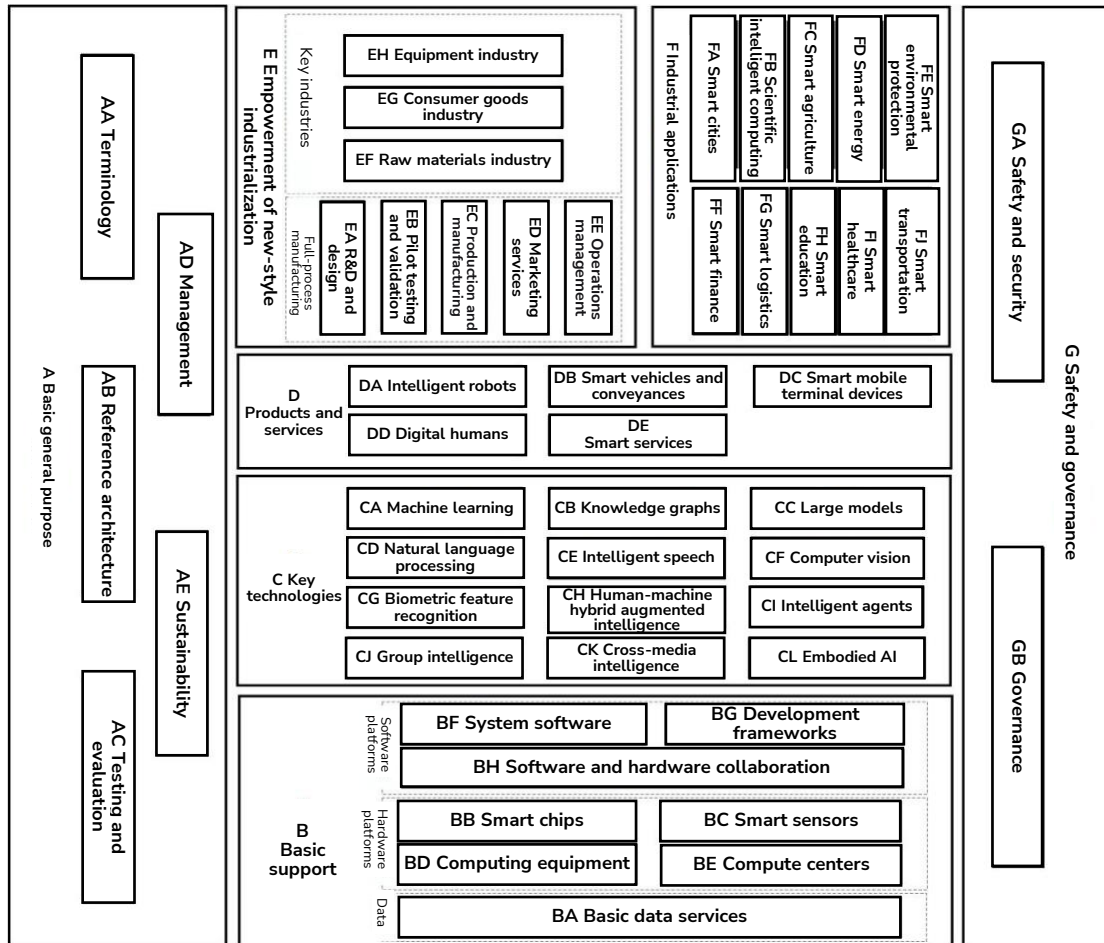 A Basic general purpose
AA Terminology
AB Reference architecture
AC Testing and
evaluation
AD Management
AE Sustainability
E Empowerment of new-style
industrialization
Key industries
EH Equipment industry
EG Consumer goods
industry
EF Raw materials industry
Full-process
manufacturing
EA R&D and
design
EB Pilot testing
and validation
EC Production and
manufacturing
ED Marketing
services
EE Operations
management
F Industrial applications
FA Smart cities
FB Scientific
intelligent computing
FC Smart agriculture
FD Smart energy
FE Smart
environmental
protection
FF Smart finance
FG Smart logistics
FH Smart
education
FI Smart
healthcare
FJ Smart
transportation
D
Products and
services
DA Intelligent robots
DB Smart vehicles and
conveyances
DC Smart mobile
terminal devices
DD Digital humans
DE
Smart services
C Key
technologies
CA Machine learning
CB Knowledge graphs
CC Large models
CD Natural language
processing
CE Intelligent speech
CF Computer vision
CG Biometric feature
recognition
CH Human-machine
hybrid augmented
intelligence
CI Intelligent agents
CJ Group intelligence
CK Cross-media
intelligence
CL Embodied AI
B
Basic
support
Software
platforms
BF System software
BG Development
frameworks
BH Software and hardware collaboration
Hardware
platforms
BB Smart chips
BC Smart sensors
BD Computing equipment
BE Compute centers
Data
BA Basic data services
G Safety and governance
GA Safety and security
GB Governance